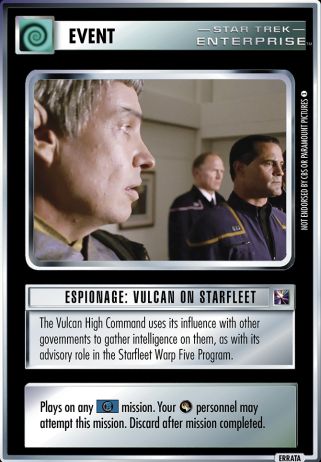 EVENT
STAR TREK
ENTERPRISE™
NOT ENDORSED BY CBS OR PARAMOUNT PICTURES
ESPIONAGE: VULCAN ON STARFLEET
The Vulcan High Command uses its influence with other
governments to gather intelligence on them, as with its
advisory role in the Starfleet Warp Five Program.
Plays on any mission. Your personnel may
attempt this mission. Discard after mission completed.
ERRATA